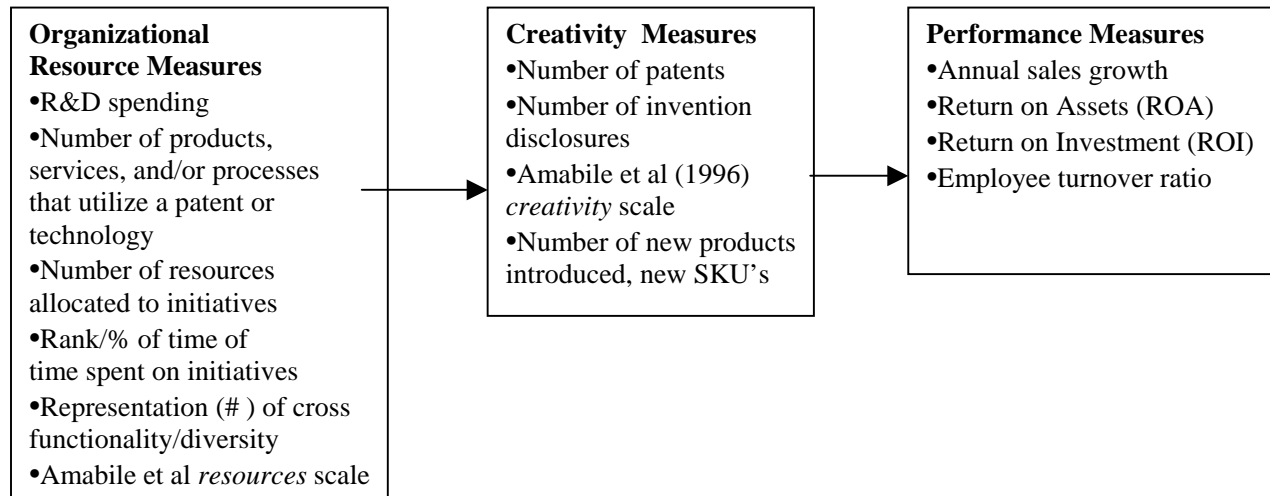 Organizational
Resource Measures
•R&D spending
•Number of products,
services, and/or processes
that utilize a patent or
technology
•Number of resources
allocated to initiatives
•Rank/% of time of
time spent on initiatives
•Representation (# ) of cross
functionality/diversity
•Amabile et al resources scale
Creativity Measures
•Number of patents
•Number of invention
disclosures
•Amabile et al (1996)
creativity scale
•Number of new products
introduced, new SKU’s
Performance Measures
•Annual sales growth
•Return on Assets (ROA)
•Return on Investment (ROI)
•Employee turnover ratio